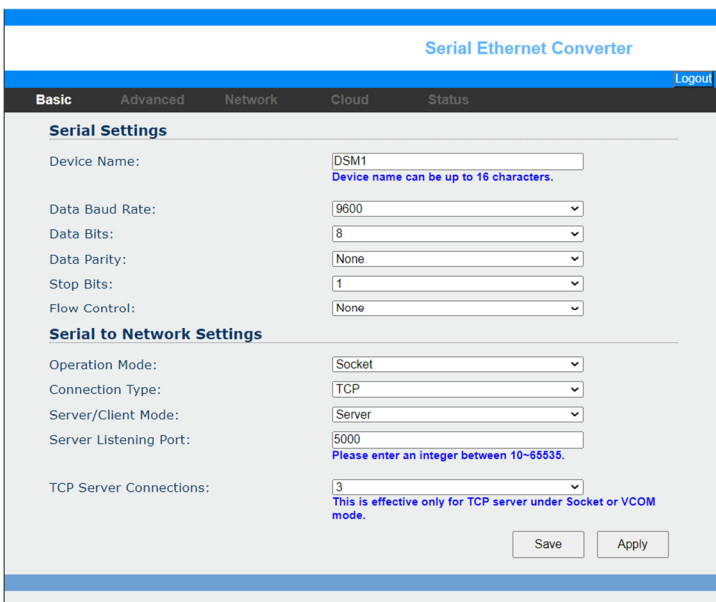 Serial Ethernet Converter
Logout
Basic Advanced Network Cloud Status
Serial Settings
Device Name: DSM1
Device name can be up to 16 characters.
Data Baud Rate: 9600
Data Bits: 8
Data Parity: None
Stop Bits: 1
Flow Control: None
Serial to Network Settings
Operation Mode: Socket
Connection Type: TCP
Server/Client Mode: Server
Server Listening Port: 5000
Please enter an integer between 10~65535.
TCP Server Connections: 3
This is effective only for TCP server under Socket or VCOM
mode.
Save Apply